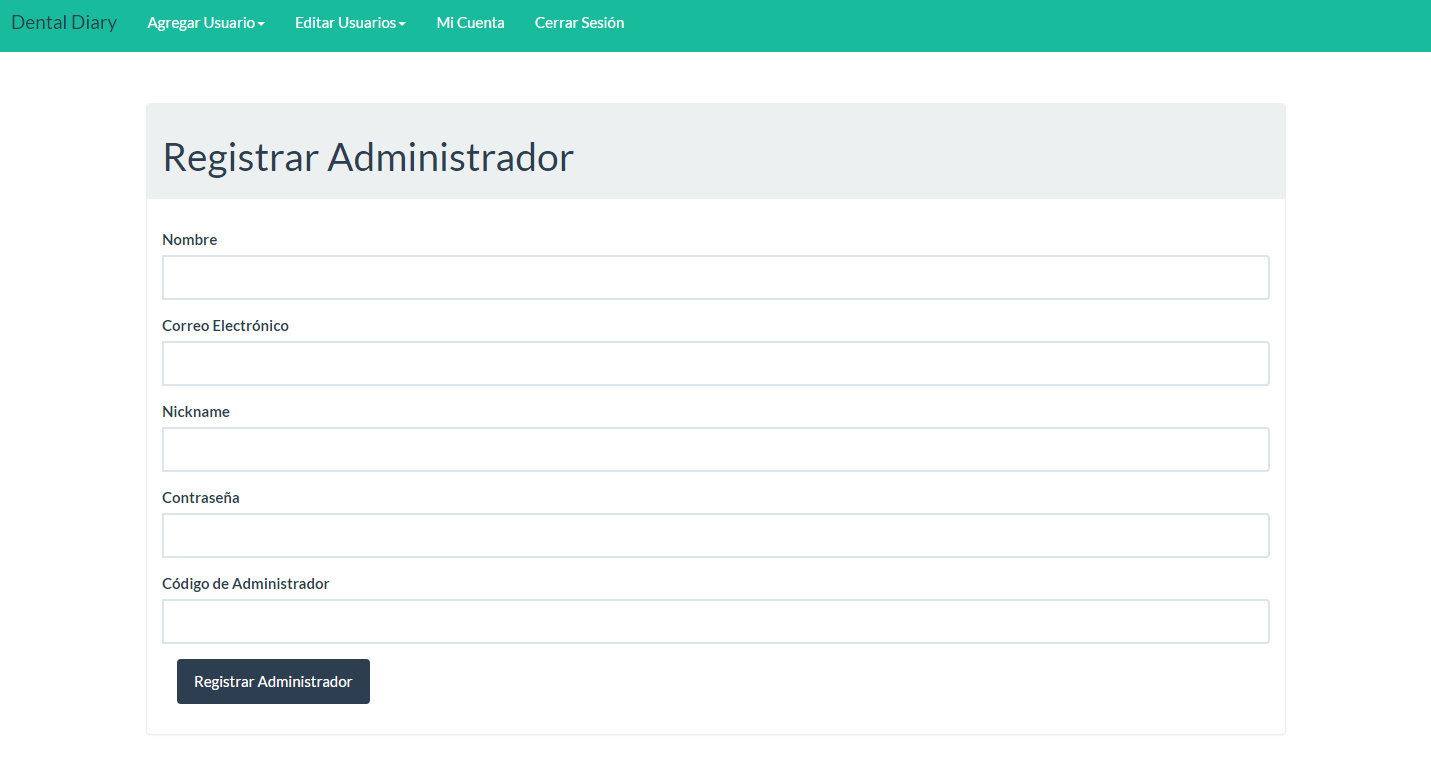 Dental Diary Agregar Usuario Editar Usuarios Mi Cuenta Cerrar Sesión
Registrar Administrador
Nombre
Correo Electrónico
Nickname
Contraseña
Código de Administrador
Registrar Administrador